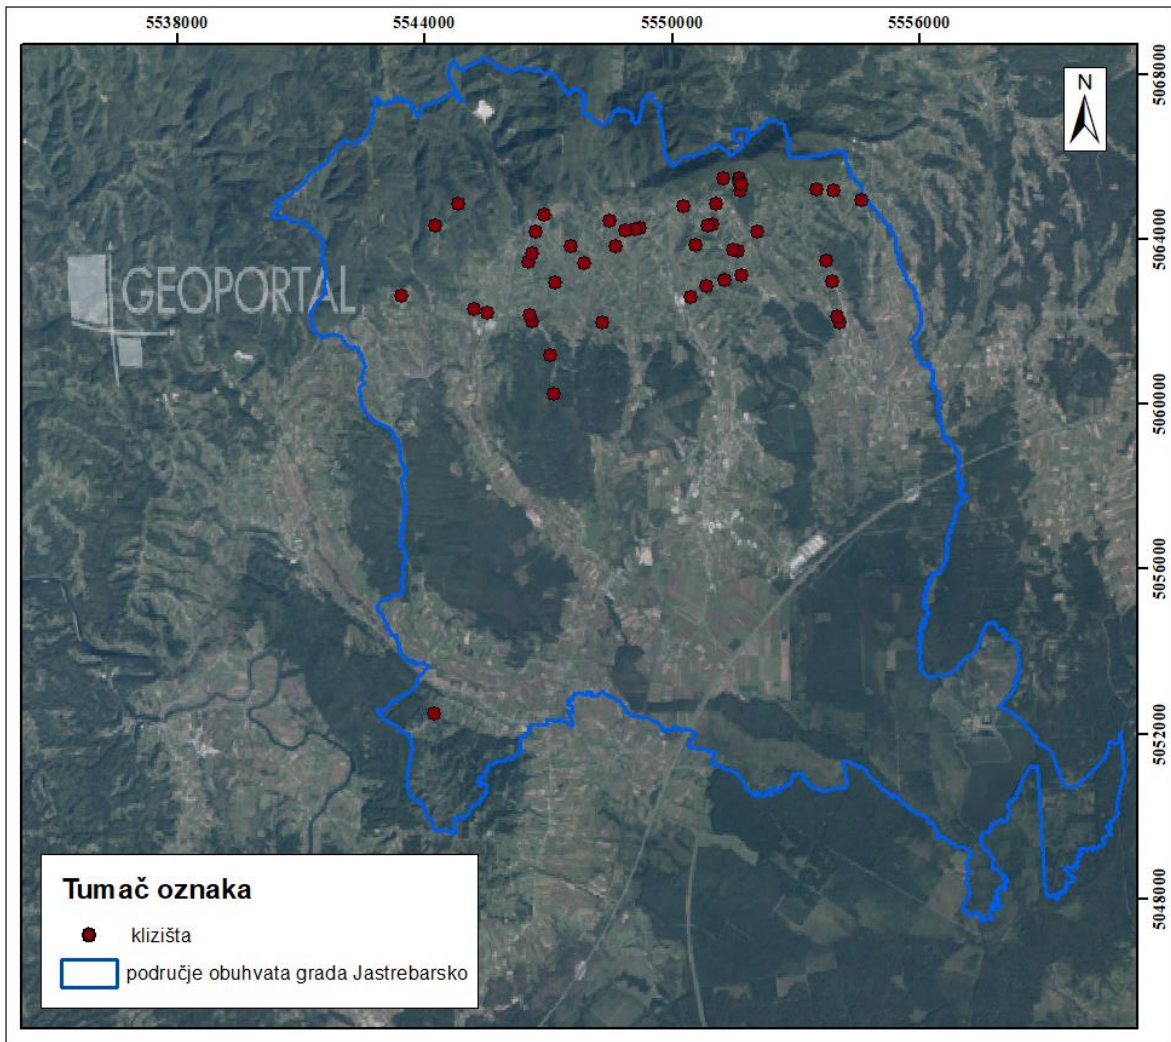 5538000 5544000 5550000 5556000
5068000
N
5064000
GEOPORTAL
5060000
5056000
5052000
5048000
Tumač oznaka
klizišta
područje obuhvata grada Jastrebarsko